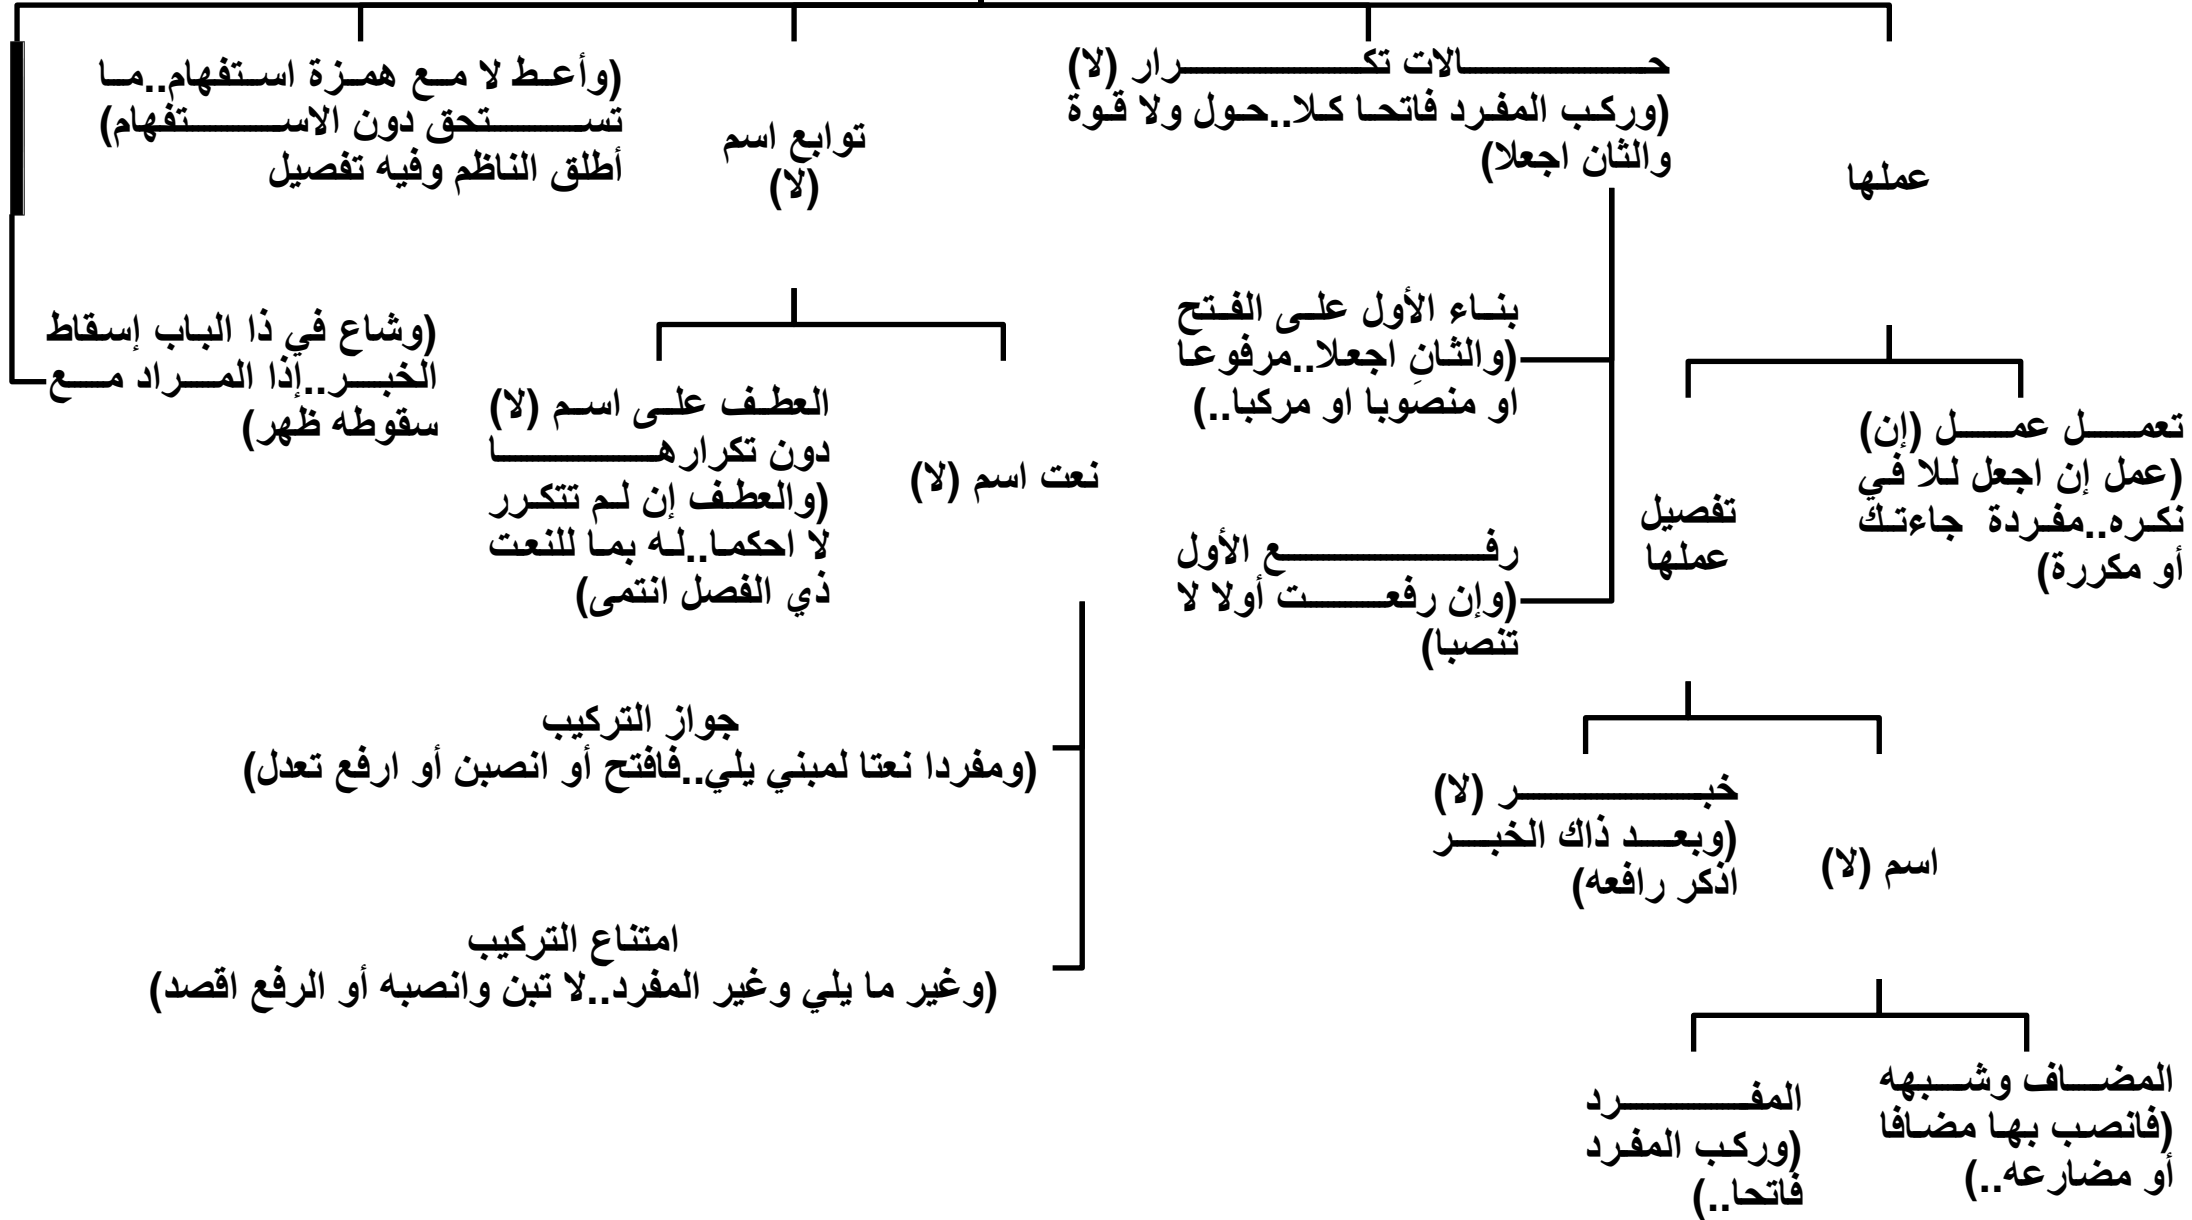 عملها
تعمل عمل (إن)
(عمل إن اجعل للا في
نكره..مفردة جاءتك
أو مكررة)
تفصيل
عملها
اسم (لا)
المضاف وشبهه
(فانصب بها مضافا
أو مضارعه..)
المفرد
(وركب المفرد
فاتحا..)
خبر (لا)
(وبعد ذاك الخبر
اذكر رافعه)
حالات تكرار (لا)
(وركب المفرد فاتحا كلا..حول ولا قوة
والثان اجعلا)
بناء الأول على الفتح
(والثانِ اجعلا..مرفوعا
او منصَوبا او مركبا..)
رفع الأول
(وإن رفعت أولا لا
تنصبا)
توابع اسم
(لا)
نعت اسم (لا)
جواز التركيب
(ومفردا نعتا لمبني يلي..فافتح أو انصبن أو ارفع تعدل)
امتناع التركيب
(وغير ما يلي وغير المفرد..لا تبن وانصبه أو الرفع اقصد)
العطف على اسم (لا)
دون تكرارها
(والعطف إن لم تتكرر
لا احكما..له بما للنعت
ذي الفصل انتمى)
(وأعط لا مع همزة استفهام..ما
تستحق دون الاستفهام)
أطلق الناظم وفيه تفصيل
(وشاع في ذا الباب إسقاط
الخبر..إذا المراد مع
سقوطه ظهر)